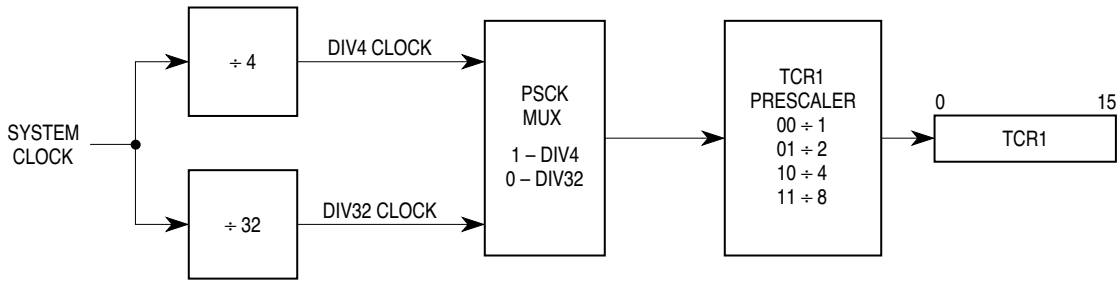 SYSTEM
CLOCK
÷ 4
÷ 32
DIV4 CLOCK
DIV32 CLOCK
PSCK
MUX
1 – DIV4
0 – DIV32
TCR1
PRESCALER
00 ÷ 1
01 ÷ 2
10 ÷ 4
11 ÷ 8
0 15
TCR1